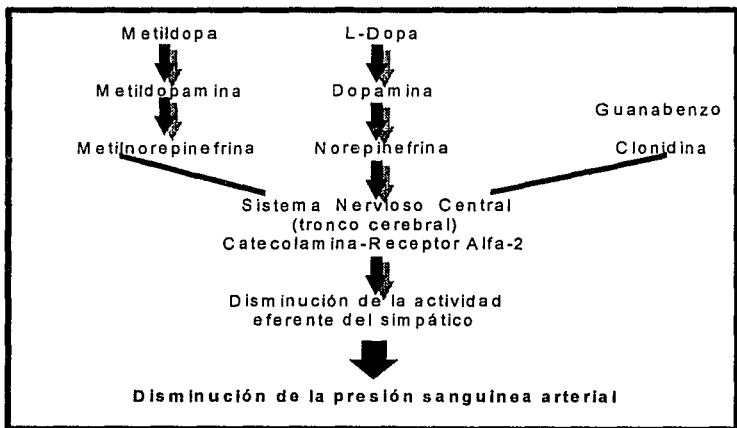 Metildopa L-Dopa
Metildopamina Dopamina
Guanabenzo
Metilnorepinefrina Norepinefrina Clonidina
Sistema Nervioso Central
(tronco cerebral)
Catecolamina-Receptor Alfa-2
Disminución de la actividad
eferente del simpático
Disminución de la presión sanguinea arterial